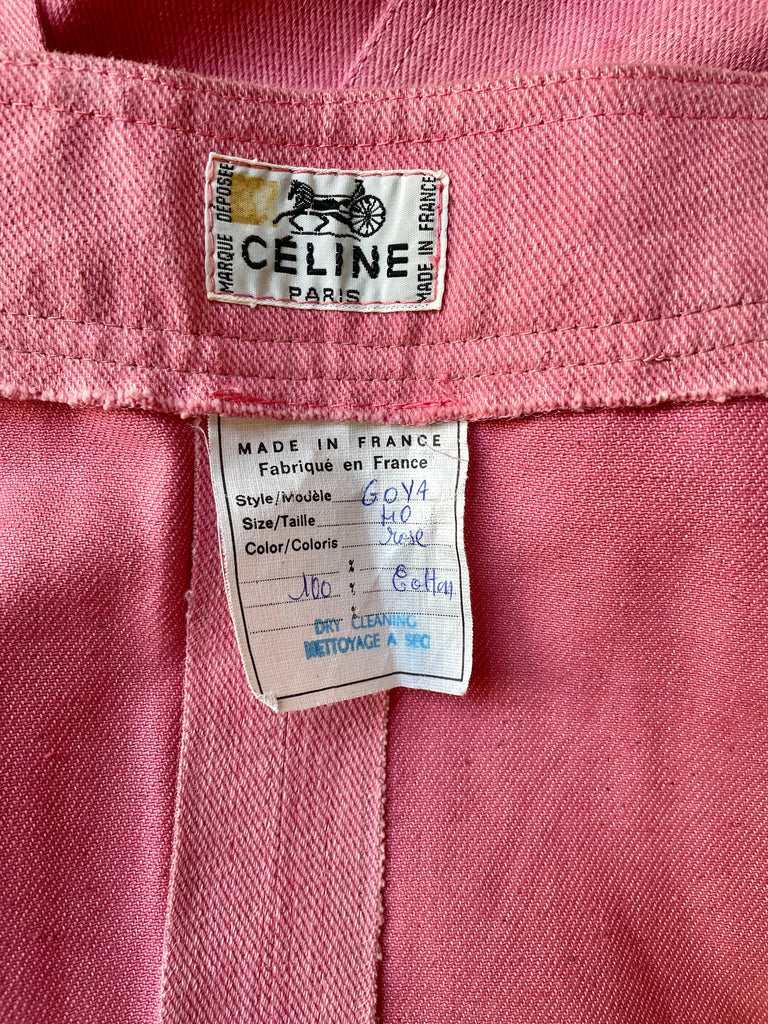 MARQUE DÉPOSÉE
CÉLINE
PARIS
MADE IN FRANCE
MADE IN FRANCE
Fabriqué en France
Style/Modèle GOYA
Size/Taille 40
Color/Coloris rose
%
100 % Cotton
%
DRY CLEANING
NETTOYAGE A SEC